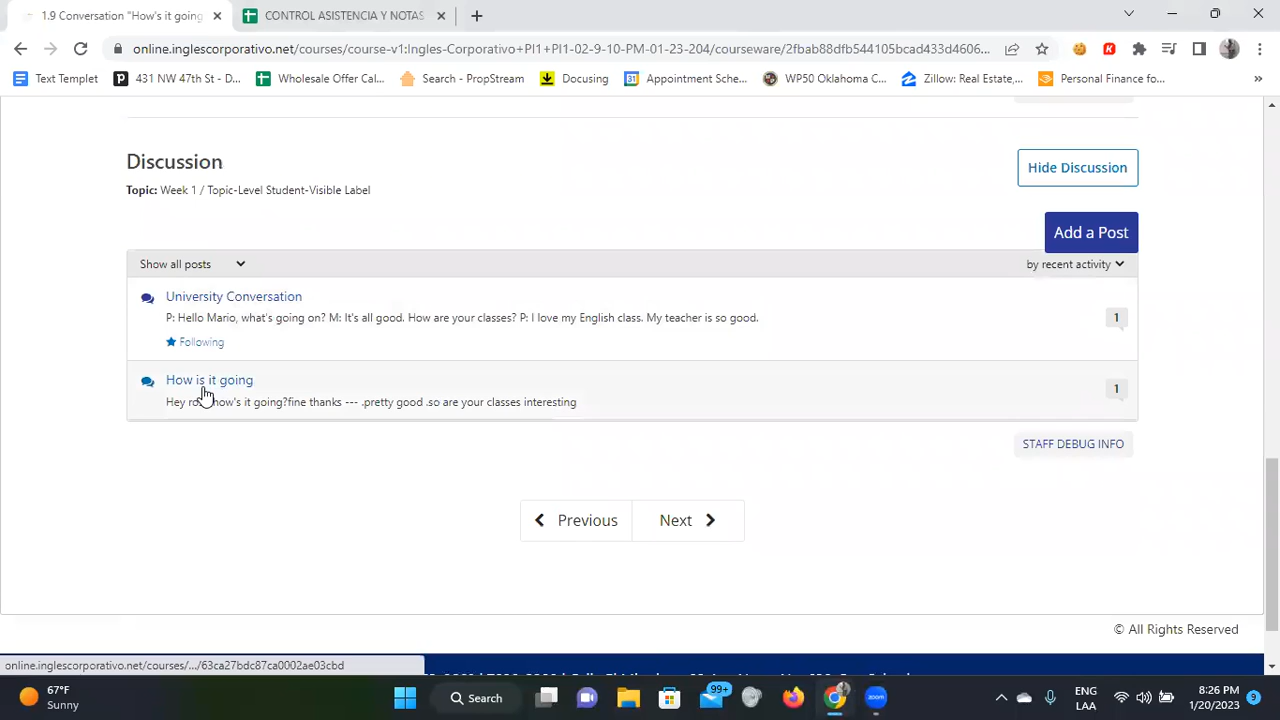 1.9 Conversation "How's it going
CONTROL ASISTENCIA Y NOTAS
online.inglescorporativo.net/courses/course-v1:Ingles-Corporativo+PI1+PI1-02-9-10-PM-01-23-204/courseware/2fbab88dfb544105bcad433d4606...
Text Templet
431 NW 47th St - D...
Wholesale Offer Cal...
Search - PropStream
Docusing
Appointment Sche...
WP50 Oklahoma C...
Zillow: Real Estate,...
Personal Finance fo...
»
Discussion
Hide Discussion
Topic: Week 1 / Topic-Level Student-Visible Label
Add a Post
Show all posts
by recent activity
University Conversation
P: Hello Mario, what's going on? M: It's all good. How are your classes? P: I love my English class. My teacher is so good.
1
Following
How is it going
Hey now's it going?fine thanks --- .pretty good .so are your classes interesting
1
STAFF DEBUG INFO
Previous
Next
© All Rights Reserved
online.inglescorporativo.net/courses/.../63ca27bdc87ca0002ae03cbd
67°F
Sunny
Search
99+
zoom
ENG
LAA
8:26 PM
1/20/2023
9